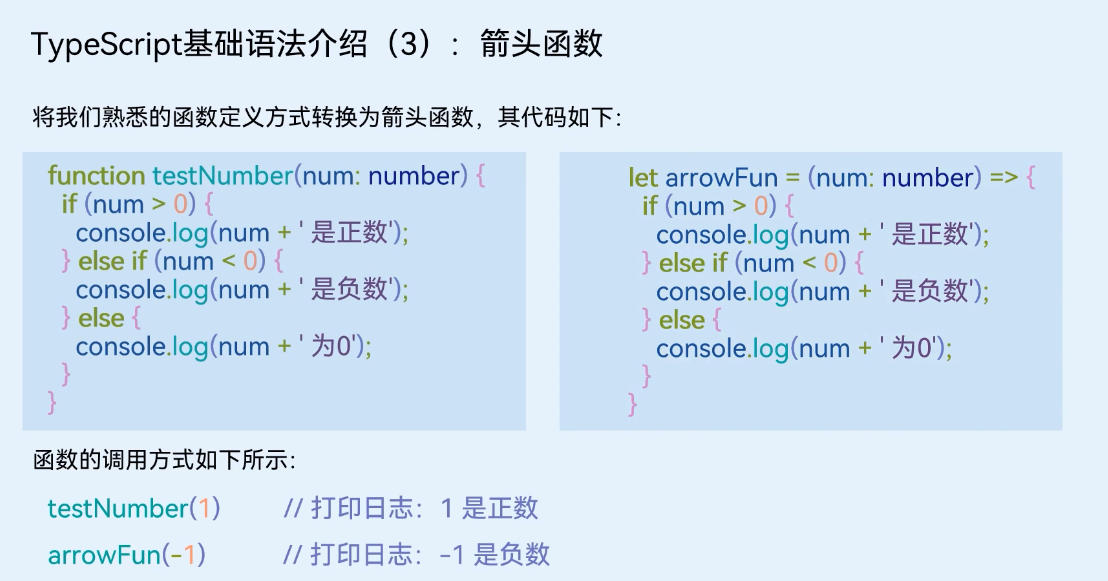 TypeScript基础语法介绍（3）：箭头函数
将我们熟悉的函数定义方式转换为箭头函数，其代码如下：
function testNumber(num: number) {
  if (num > 0) {
    console.log(num + ' 是正数');
  } else if (num < 0) {
    console.log(num + ' 是负数');
  } else {
    console.log(num + ' 为0');
  }
}
let arrowFun = (num: number) => {
  if (num > 0) {
    console.log(num + ' 是正数');
  } else if (num < 0) {
    console.log(num + ' 是负数');
  } else {
    console.log(num + ' 为0');
  }
}
函数的调用方式如下所示：
testNumber(1) // 打印日志：1 是正数
arrowFun(-1) // 打印日志：-1 是负数